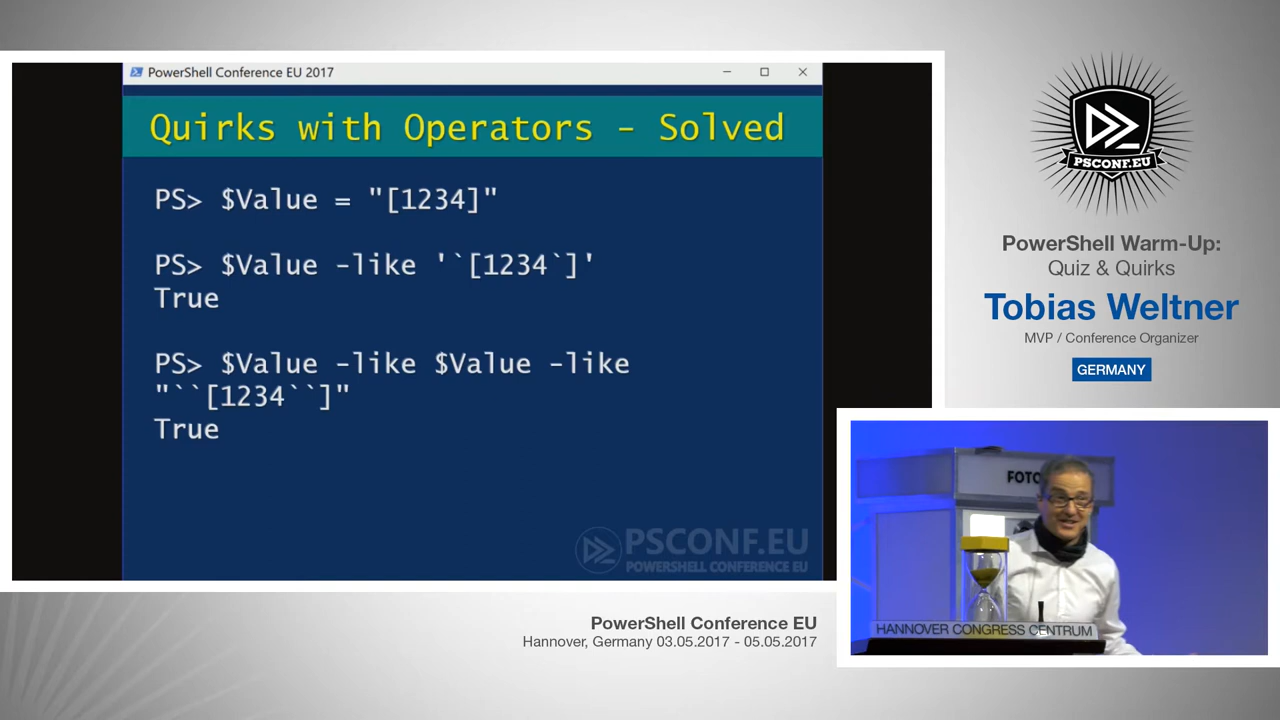 PowerShell Conference EU 2017
Quirks with Operators - Solved
PS> $Value = "[1234]"
PS> $Value -like '`[1234`]'
True
PS> $Value -like $Value -like
"``[1234``]"
True
PSCONF.EU
POWERSHELL CONFERENCE EU
PSCONF.EU
PowerShell Warm-Up:
Quiz & Quirks
Tobias Weltner
MVP / Conference Organizer
GERMANY
FOTO
HANNOVER CONGRESS CENTRUM
PowerShell Conference EU
Hannover, Germany 03.05.2017 - 05.05.2017